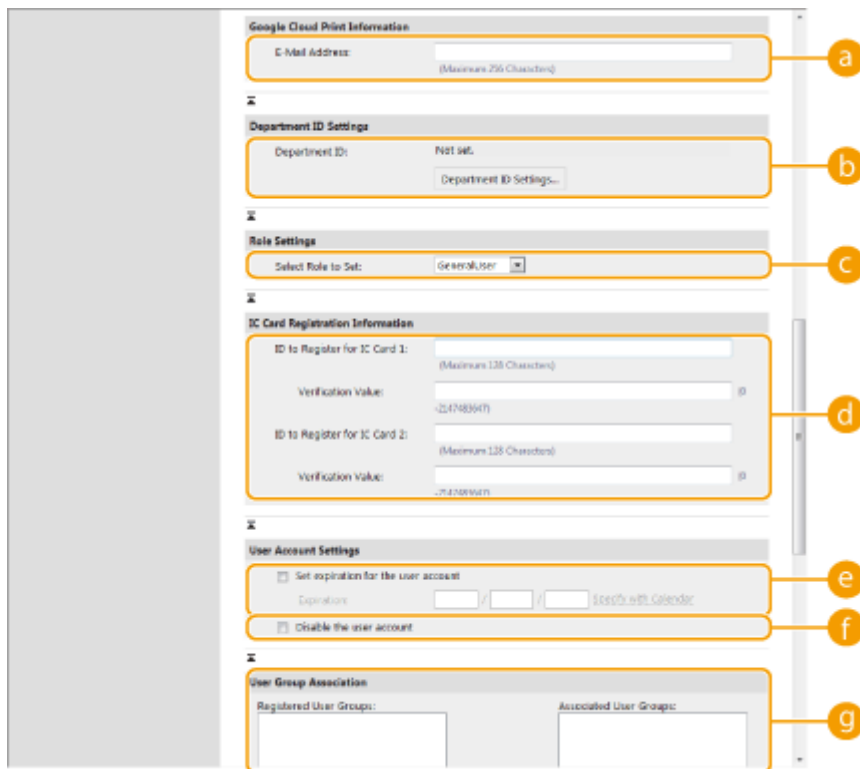 Google Cloud Print Information
E-Mail Address:
a
(Maximum 256 Characters)
Department ID Settings
Department ID: Not set.
b
Department ID Settings...
Role Settings
Select Role to Set: GeneralUser
c
IC Card Registration Information
ID to Register for IC Card 1:
(Maximum 128 Characters)
Verification Value: (0
-2147483647)
d
ID to Register for IC Card 2:
(Maximum 128 Characters)
Verification Value: (0
-2147483647)
User Account Settings
Set expiration for the user account
e
Expiration: / / Specify with Calendar
Disable the user account
f
User Group Association
Registered User Groups: Associated User Groups:
g